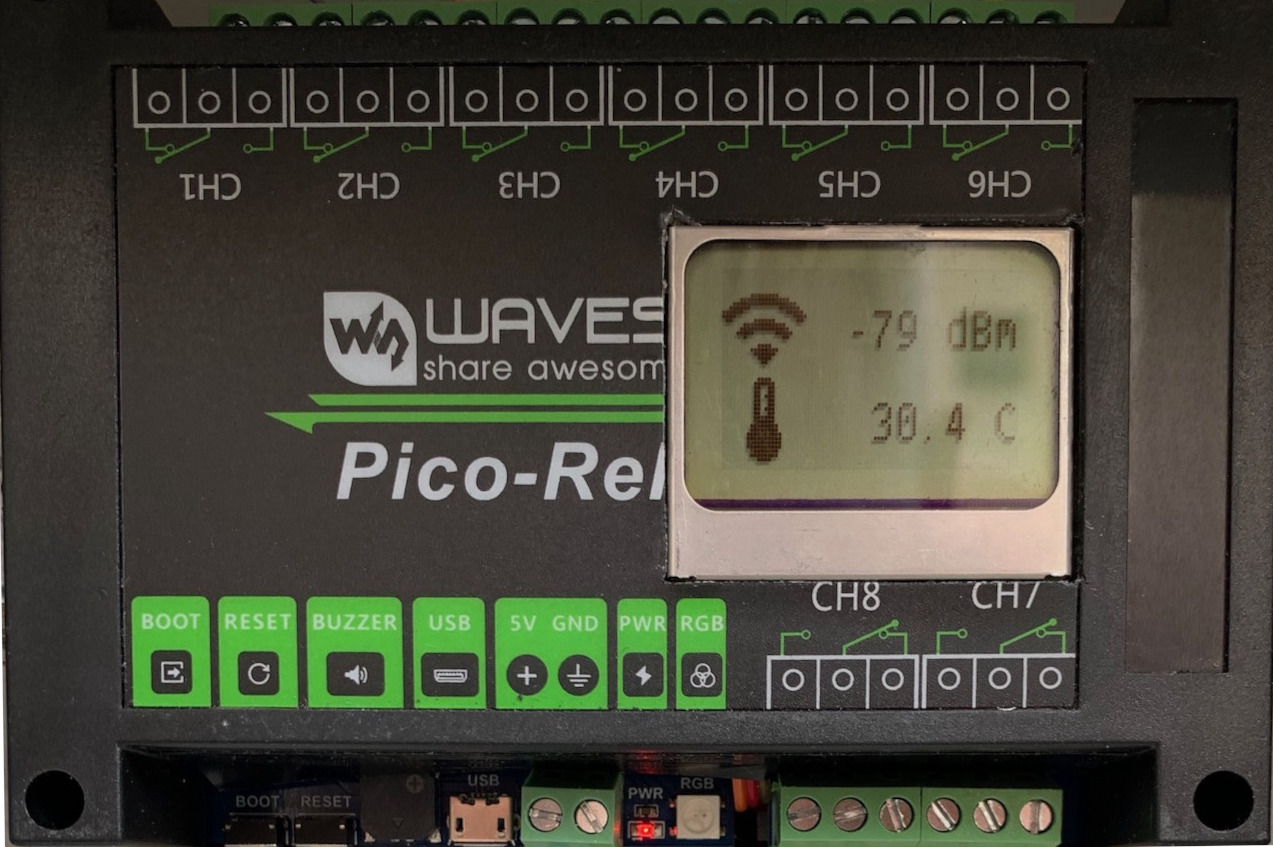 CH1 CH2 CH3 CH4 CH5 CH6
WAVES
share awesom
Pico-Rel
-79 dBm
30.4 C
CH8 CH7
BOOT RESET BUZZER USB 5V GND PWR RGB
BOOT RESET USB PWR RGB